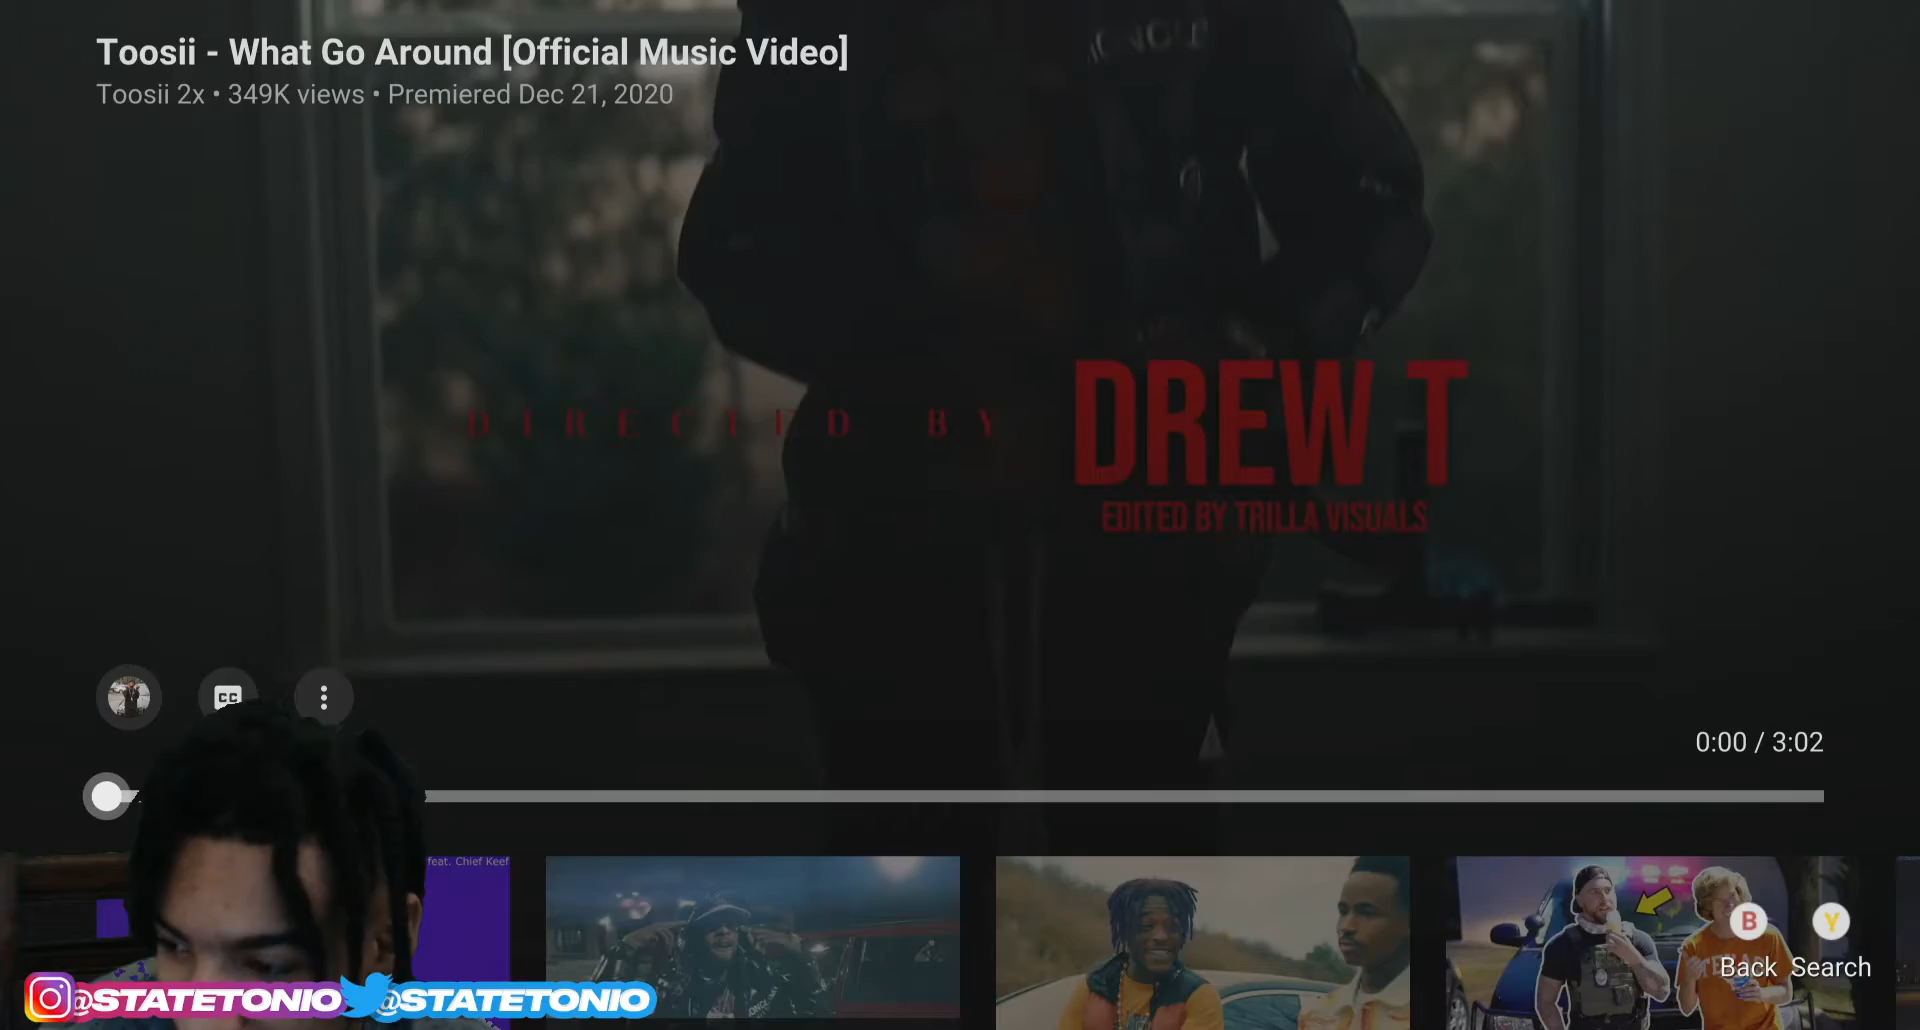 Toosii - What Go Around [Official Music Video]
Toosii 2x • 349K views • Premiered Dec 21, 2020
DIRECTED BY
DREW T
EDITED BY TRILLA VISUALS
CC
0:00 / 3:02
feat. Chief Keef
B Y
Back Search
@STATETONIO @STATETONIO